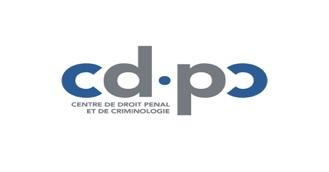 cd·pc
CENTRE DE DROIT PENAL
ET DE CRIMINOLOGIE